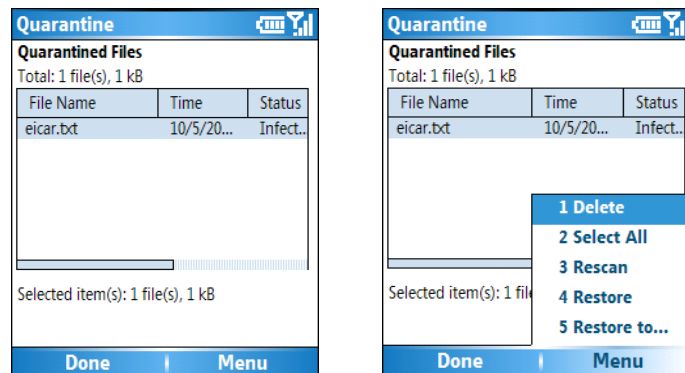 Quarantine
Quarantined Files
Total: 1 file(s), 1 kB
File Name Time Status
eicar.txt 10/5/20... Infect..
Selected item(s): 1 file(s), 1 kB
Done Menu
Quarantine
Quarantined Files
Total: 1 file(s), 1 kB
File Name Time Status
eicar.txt 10/5/20... Infect..
1 Delete
2 Select All
3 Rescan
4 Restore
5 Restore to...
Selected item(s): 1 file
Done Menu